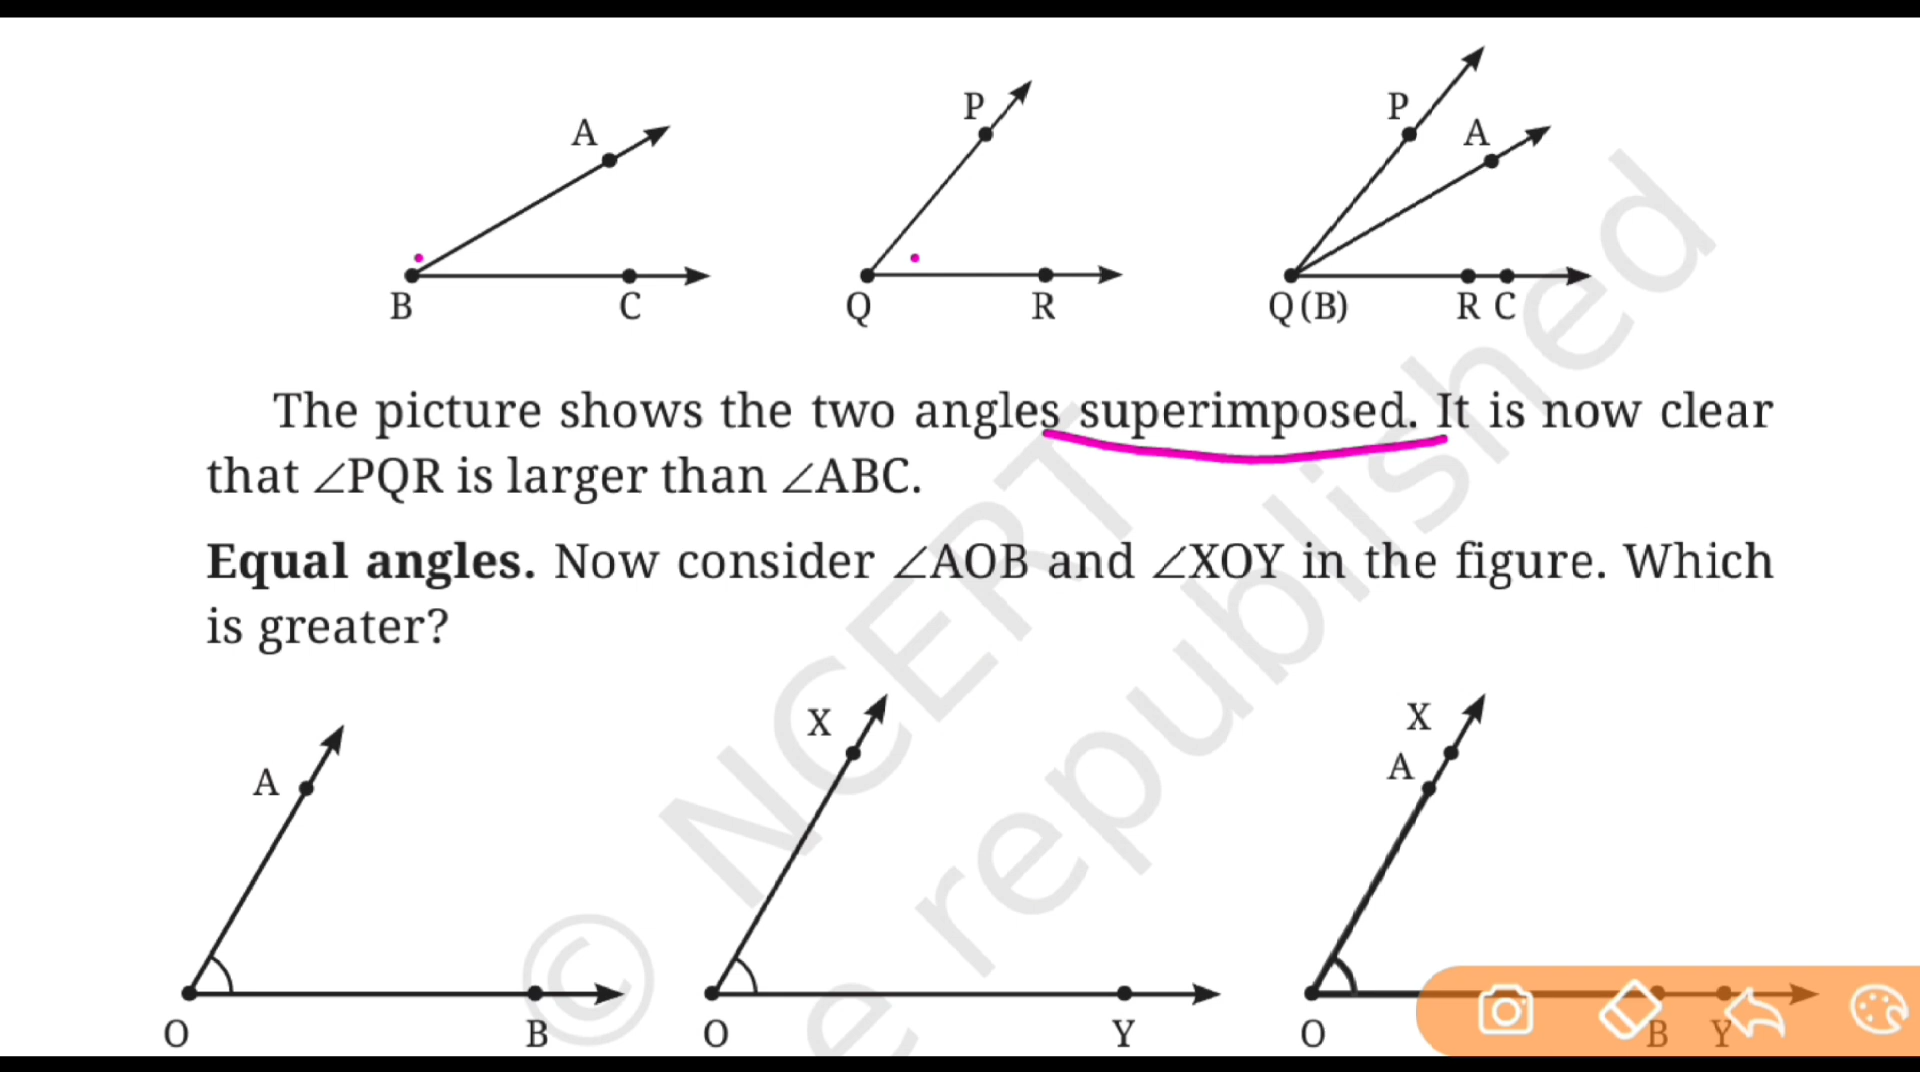 A
P
P
A
B
C
Q
R
Q (B)
R C
The picture shows the two angles superimposed. It is now clear
that ∠PQR is larger than ∠ABC.
Equal angles. Now consider ∠AOB and ∠XOY in the figure. Which
is greater?
A
X
X
A
O
B
O
Y
O
B
Y
© NCERT
e republished